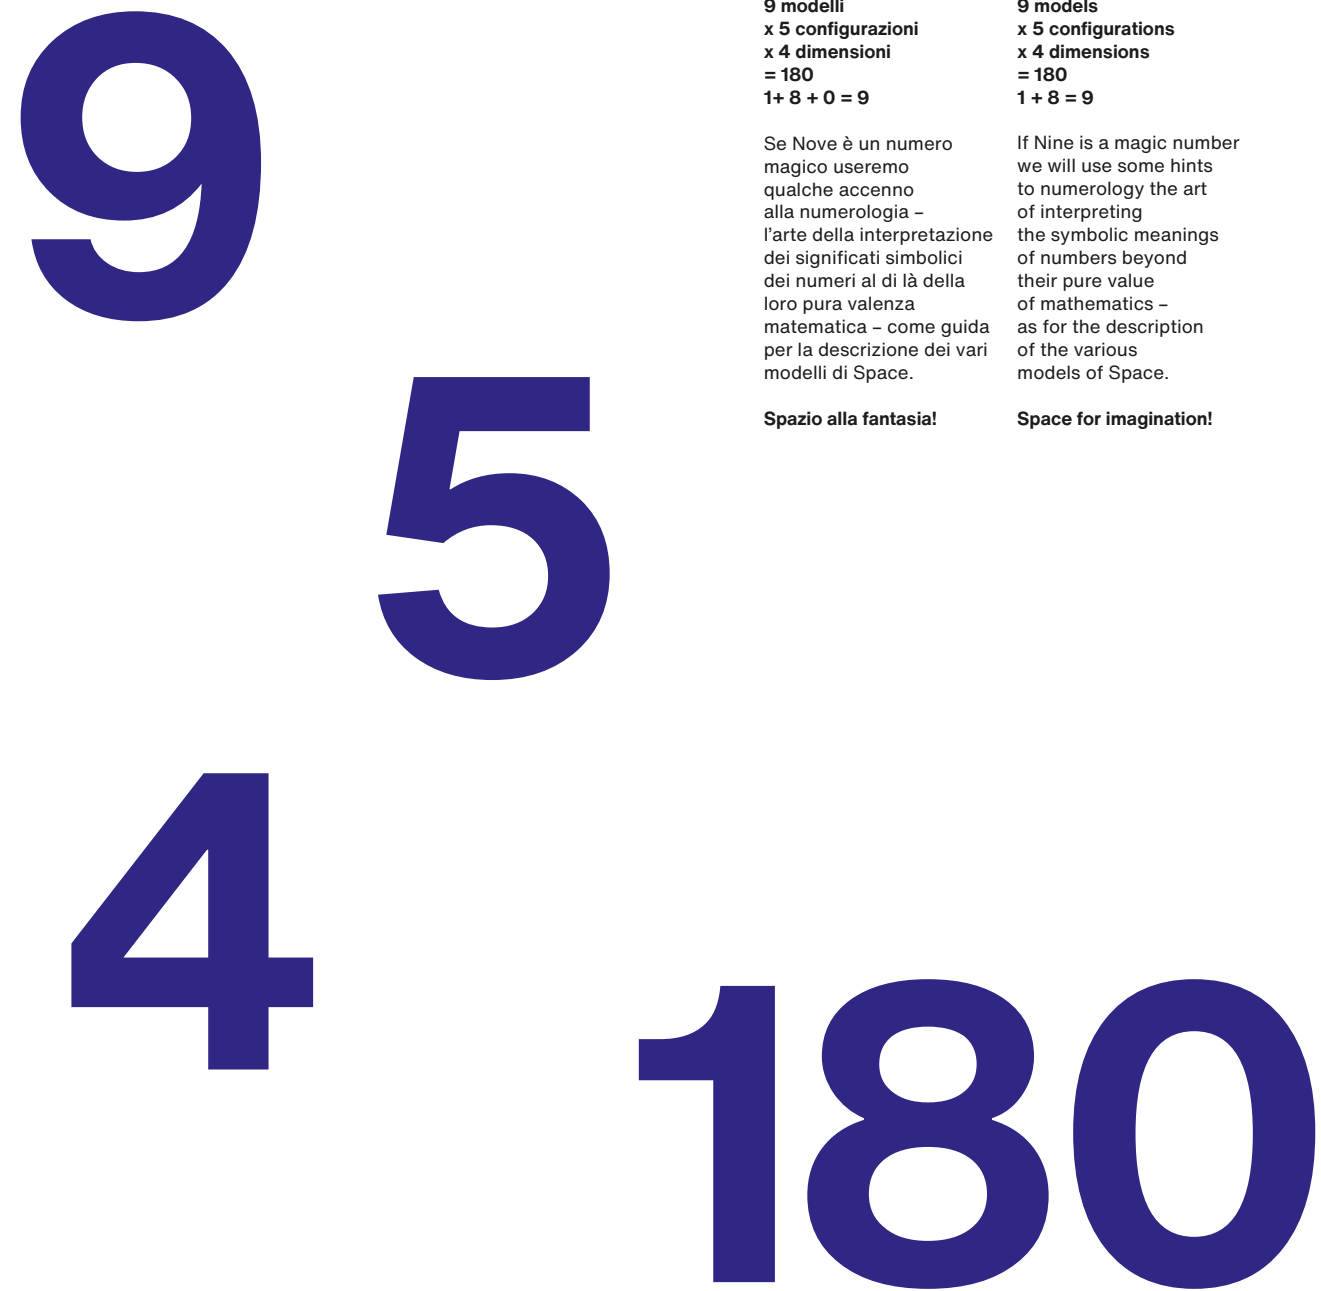 9
5
4
180
9 modelli
x 5 configurazioni
x 4 dimensioni
= 180
1+ 8 + 0 = 9
Se Nove è un numero
magico useremo
qualche accenno
alla numerologia –
l’arte della interpretazione
dei significati simbolici
dei numeri al di là della
loro pura valenza
matematica – come guida
per la descrizione dei vari
modelli di Space.
Spazio alla fantasia!
9 models
x 5 configurations
x 4 dimensions
= 180
1 + 8 = 9
If Nine is a magic number
we will use some hints
to numerology the art
of interpreting
the symbolic meanings
of numbers beyond
their pure value
of mathematics –
as for the description
of the various
models of Space.
Space for imagination!